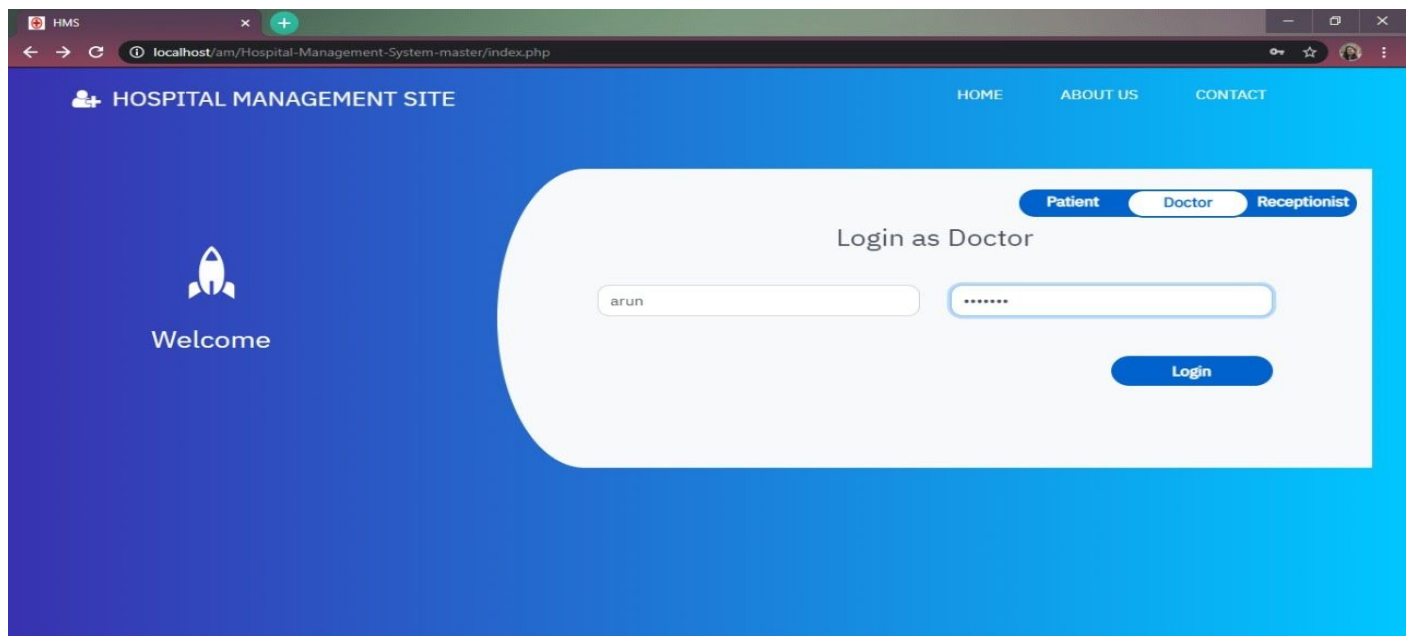 HMS
localhost/am/Hospital-Management-System-master/index.php
HOSPITAL MANAGEMENT SITE
HOME ABOUT US CONTACT
Patient Doctor Receptionist
Login as Doctor
arun •••••••
Welcome
Login